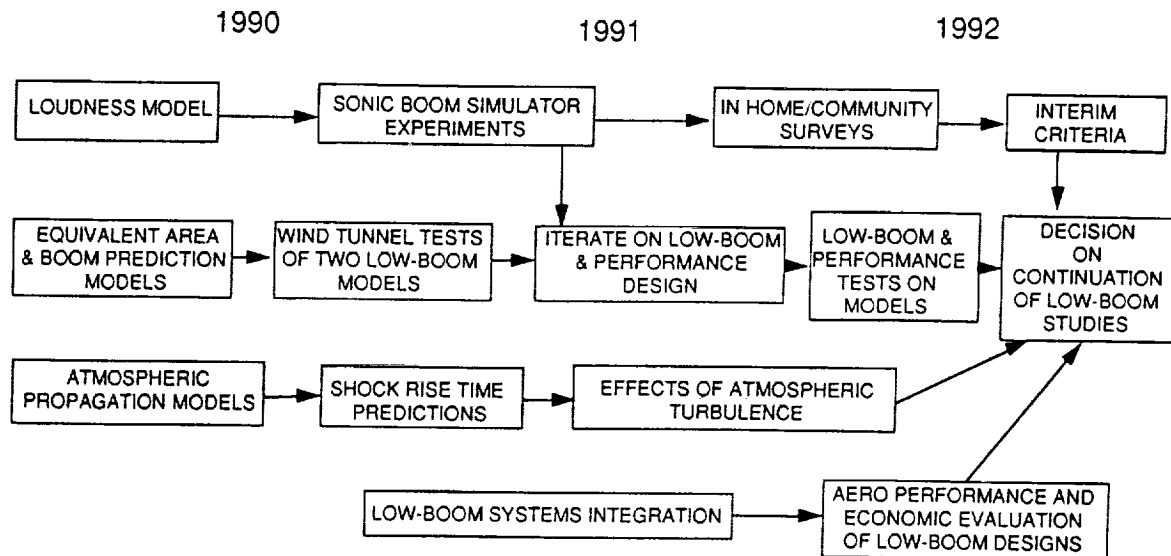 1990
1991
1992
LOUDNESS MODEL
SONIC BOOM SIMULATOR
EXPERIMENTS
IN HOME/COMMUNITY
SURVEYS
INTERIM
CRITERIA
EQUIVALENT AREA
& BOOM PREDICTION
MODELS
WIND TUNNEL TESTS
OF TWO LOW-BOOM
MODELS
ITERATE ON LOW-BOOM
& PERFORMANCE
DESIGN
LOW-BOOM &
PERFORMANCE
TESTS ON
MODELS
DECISION
ON
CONTINUATION
OF LOW-BOOM
STUDIES
ATMOSPHERIC
PROPAGATION MODELS
SHOCK RISE TIME
PREDICTIONS
EFFECTS OF ATMOSPHERIC
TURBULENCE
LOW-BOOM SYSTEMS INTEGRATION
AERO PERFORMANCE AND
ECONOMIC EVALUATION
OF LOW-BOOM DESIGNS